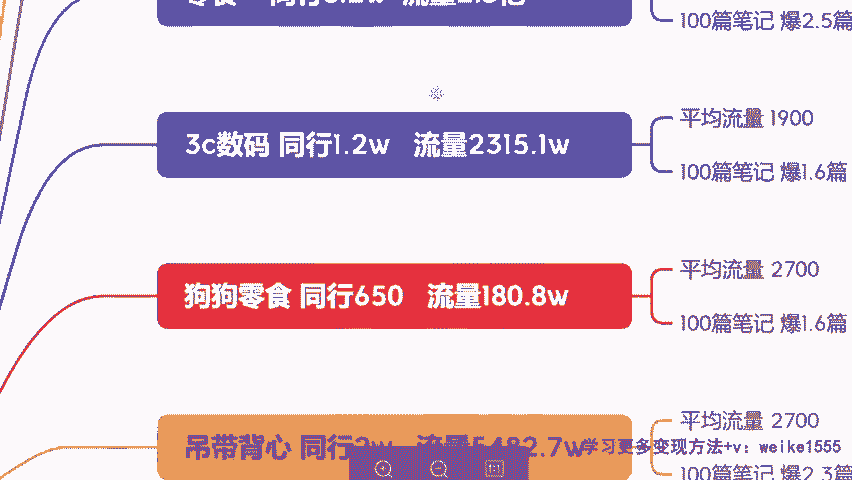 100篇笔记 爆2.5篇
3c数码 同行1.2w 流量2315.1w
平均流量 1900
100篇笔记 爆1.6篇
狗狗零食 同行650 流量180.8w
平均流量 2700
100篇笔记 爆1.6篇
吊带背心 同行2w 流量5482.7w
平均流量 2700
学习更多变现方法+v：weike1555
100篇笔记 爆2.3篇